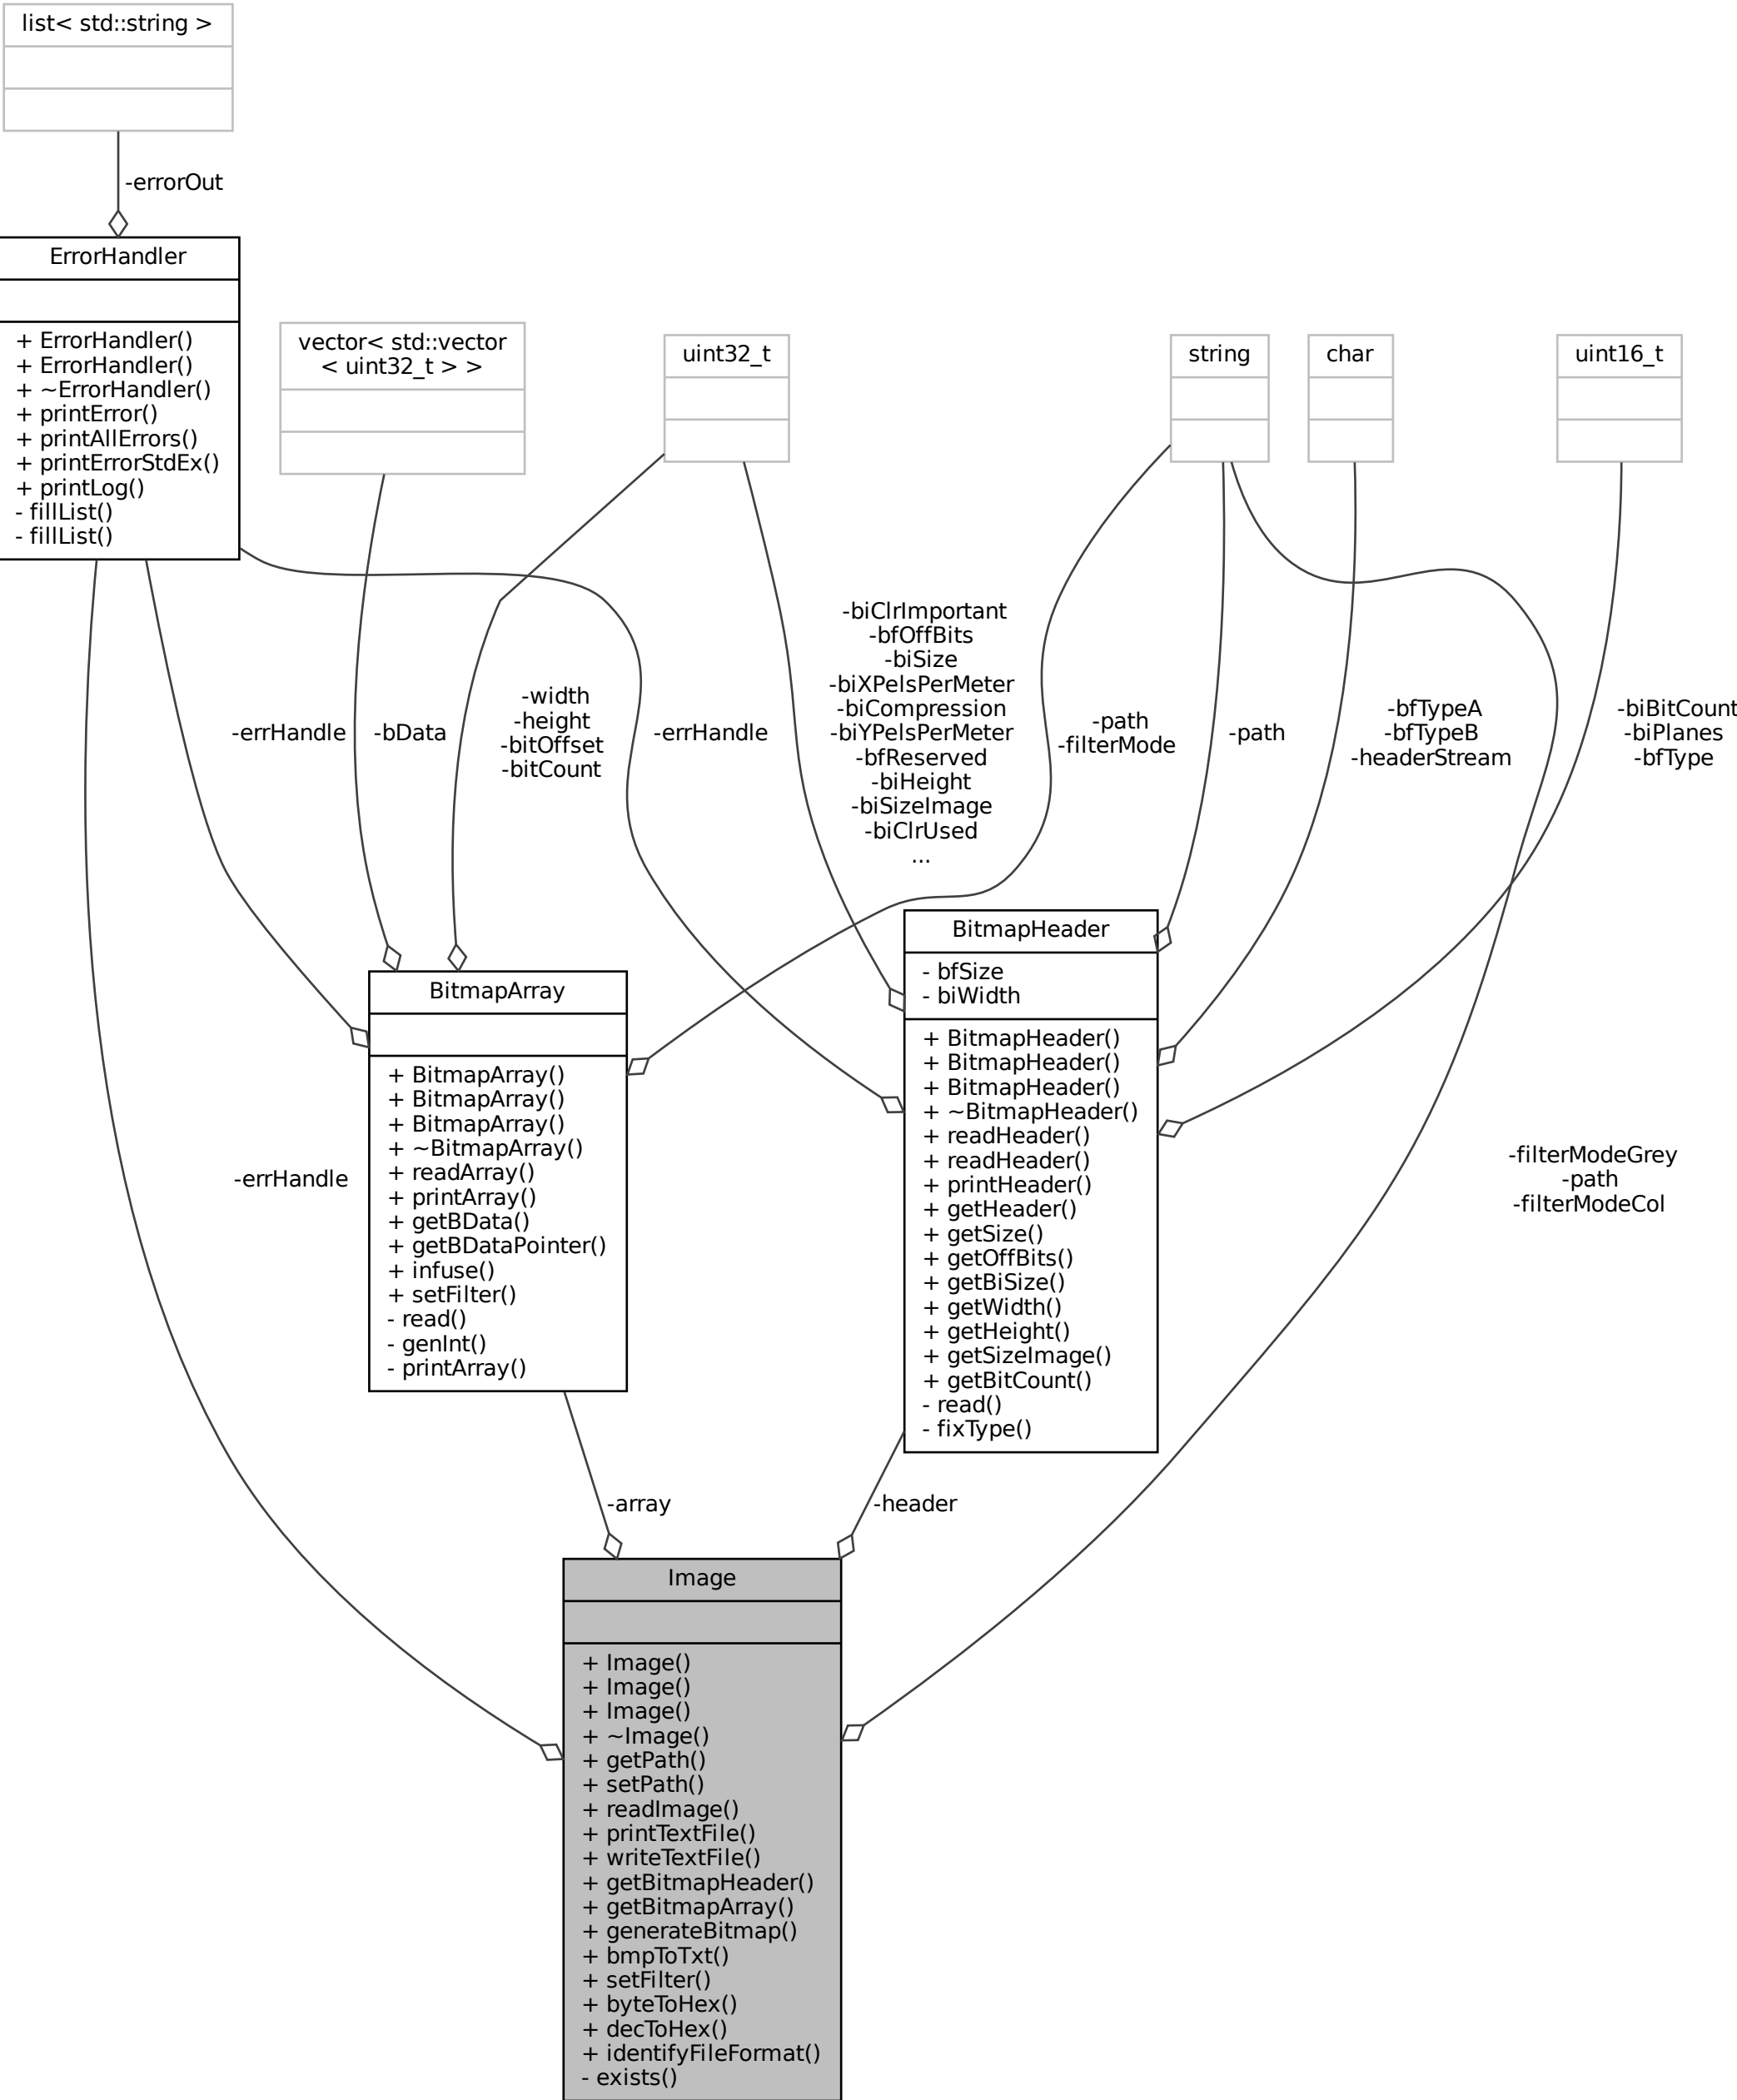 list< std::string >
-errorOut
ErrorHandler
+ ErrorHandler()
+ ErrorHandler()
+ ~ErrorHandler()
+ printError()
+ printAllErrors()
+ printErrorStdEx()
+ printLog()
- fillList()
- fillList()
vector< std::vector
< uint32_t > >
uint32_t
string
char
uint16_t
-errHandle
-bData
-width
-height
-bitOffset
-bitCount
-errHandle
-biClrImportant
-bfOffBits
-biSize
-biXPelsPerMeter
-biCompression
-biYPelsPerMeter
-bfReserved
-biHeight
-biSizeImage
-biClrUsed
...
-path
-filterMode
-path
-bfTypeA
-bfTypeB
-headerStream
-biBitCount
-biPlanes
-bfType
BitmapArray
+ BitmapArray()
+ BitmapArray()
+ BitmapArray()
+ ~BitmapArray()
+ readArray()
+ printArray()
+ getBData()
+ getBDataPointer()
+ infuse()
+ setFilter()
- read()
- genInt()
- printArray()
BitmapHeader
- bfSize
- biWidth
+ BitmapHeader()
+ BitmapHeader()
+ BitmapHeader()
+ ~BitmapHeader()
+ readHeader()
+ readHeader()
+ printHeader()
+ getHeader()
+ getSize()
+ getOffBits()
+ getBiSize()
+ getWidth()
+ getHeight()
+ getSizeImage()
+ getBitCount()
- read()
- fixType()
-errHandle
-filterModeGrey
-path
-filterModeCol
-array
-header
Image
+ Image()
+ Image()
+ Image()
+ ~Image()
+ getPath()
+ setPath()
+ readImage()
+ printTextFile()
+ writeTextFile()
+ getBitmapHeader()
+ getBitmapArray()
+ generateBitmap()
+ bmpToTxt()
+ setFilter()
+ byteToHex()
+ decToHex()
+ identifyFileFormat()
- exists()